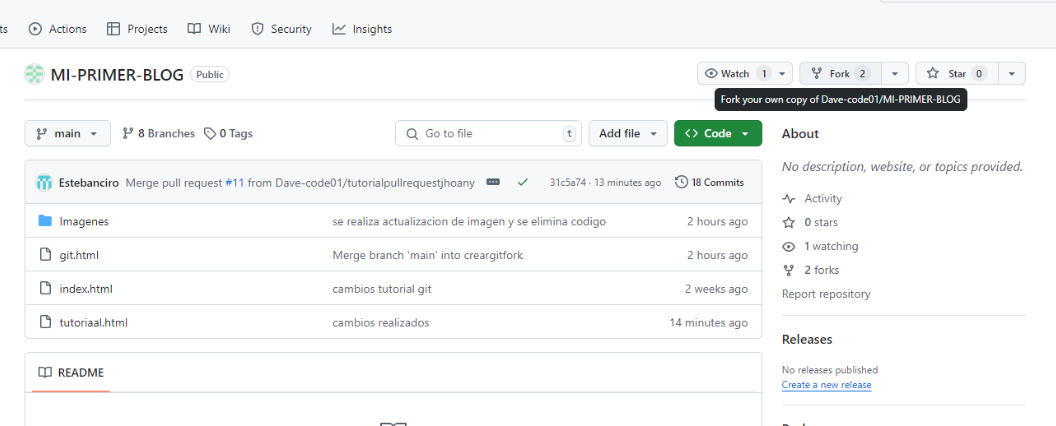 ts Actions Projects Wiki Security Insights
MI-PRIMER-BLOG Public Watch 1 Fork 2 Star 0
Fork your own copy of Dave-code01/MI-PRIMER-BLOG
main 8 Branches 0 Tags Go to file t Add file <> Code
About
No description, website, or topics provided.
Estebanciro Merge pull request #11 from Dave-code01/tutorialpullrequestjhoany 31c5a74 · 13 minutes ago 18 Commits
Imagenes se realiza actualizacion de imagen y se elimina codigo 2 hours ago
git.html Merge branch 'main' into creargitfork 2 hours ago
index.html cambios tutorial git 2 weeks ago
tutoriaal.html cambios realizados 14 minutes ago
Activity
0 stars
1 watching
2 forks
Report repository
Releases
No releases published
Create a new release
README